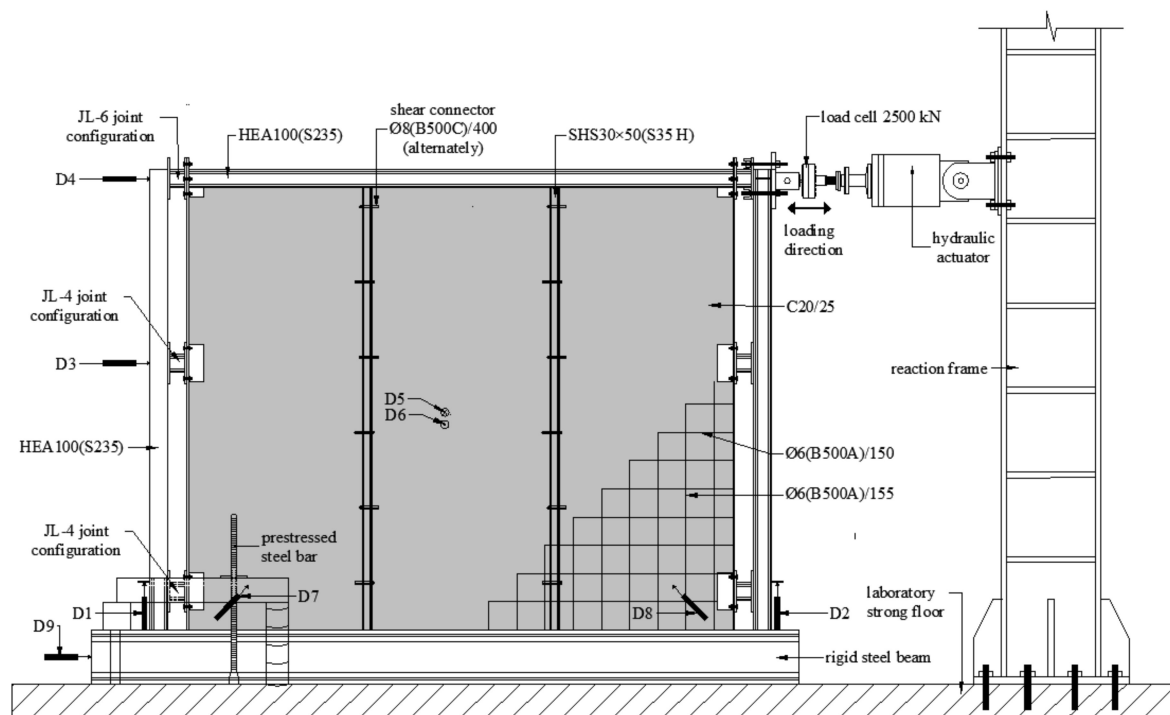 JL-6 joint
configuration
HEA100(S235)
shear connector
Ø8(B500C)/400
(alternately)
SHS30×50(S35 H)
load cell 2500 kN
D4
loading
direction
hydraulic
actuator
JL-4 joint
configuration
C20/25
D3
reaction frame
D5
D6
HEA100(S235)
Ø6(B500A)/150
Ø6(B500A)/155
JL-4 joint
configuration
prestressed
steel bar
D7
D1
D8
D2
laboratory
strong floor
D9
rigid steel beam